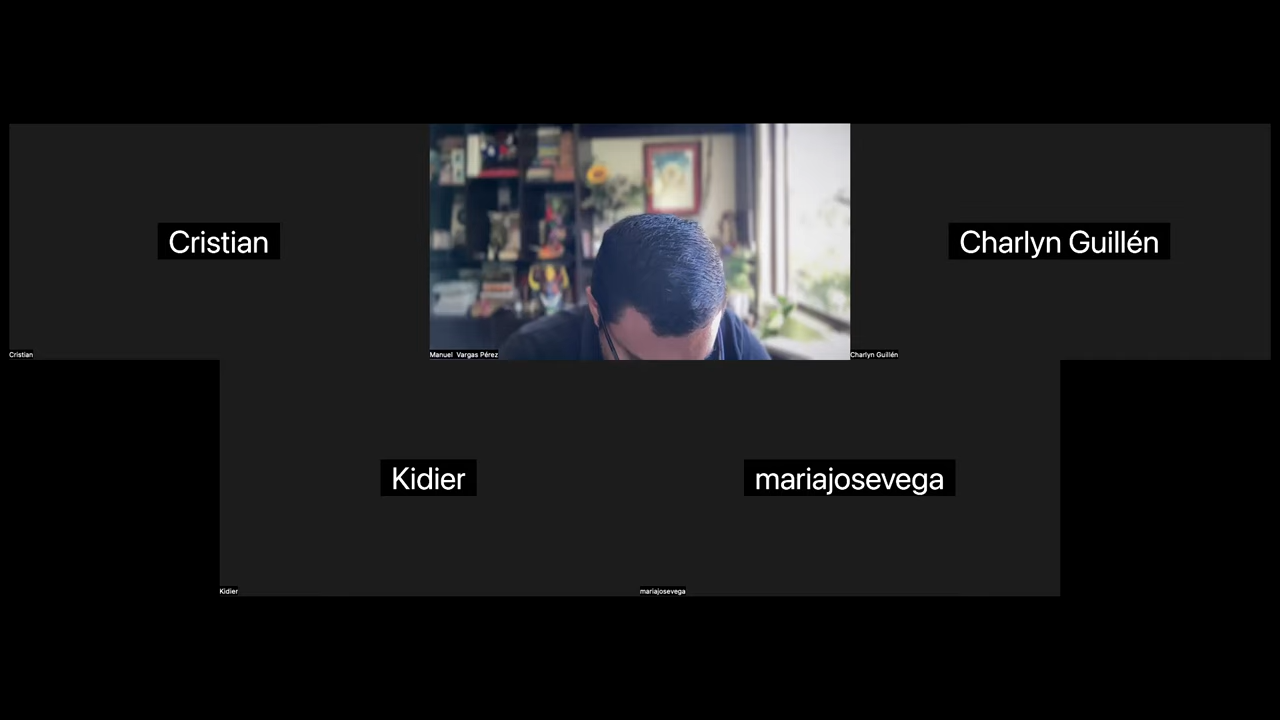 Cristian
Charlyn Guillén
Cristian
Manuel Vargas Pérez
Charlyn Guillén
Kidier
mariajosevega
Kidier
mariajosevega